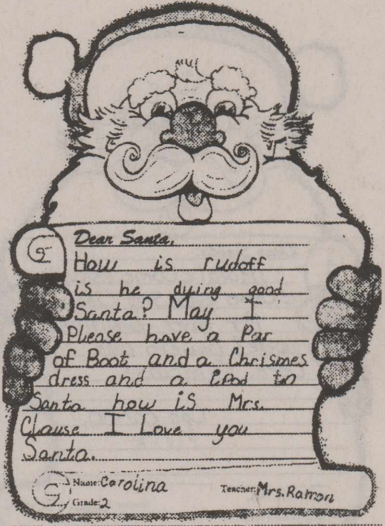 Dear Santa,
How is rudoff
is he dying good
Santa? May I
Please have a Par
of Boot and a Chrismes
dress and a ipod to
Santa how is Mrs.
Clause I Love you
Santa.
Name: Carolina Teacher: Mrs. Ramon
Grade: 2